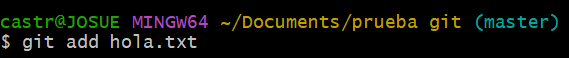 castr@JOSUE MINGW64 ~/Documents/prueba git (master)
$ git add hola.txt